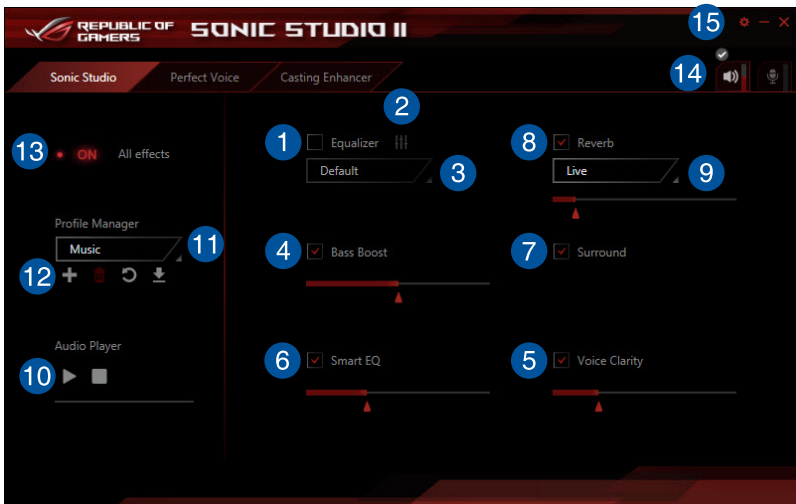 REPUBLIC OF
GAMERS
SONIC STUDIO II
15
Sonic Studio
Perfect Voice
Casting Enhancer
14
2
13
ON
All effects
1
Equalizer
8
Reverb
Default
3
Live
9
Profile Manager
Music
11
12
4
Bass Boost
7
Surround
Audio Player
10
6
Smart EQ
5
Voice Clarity